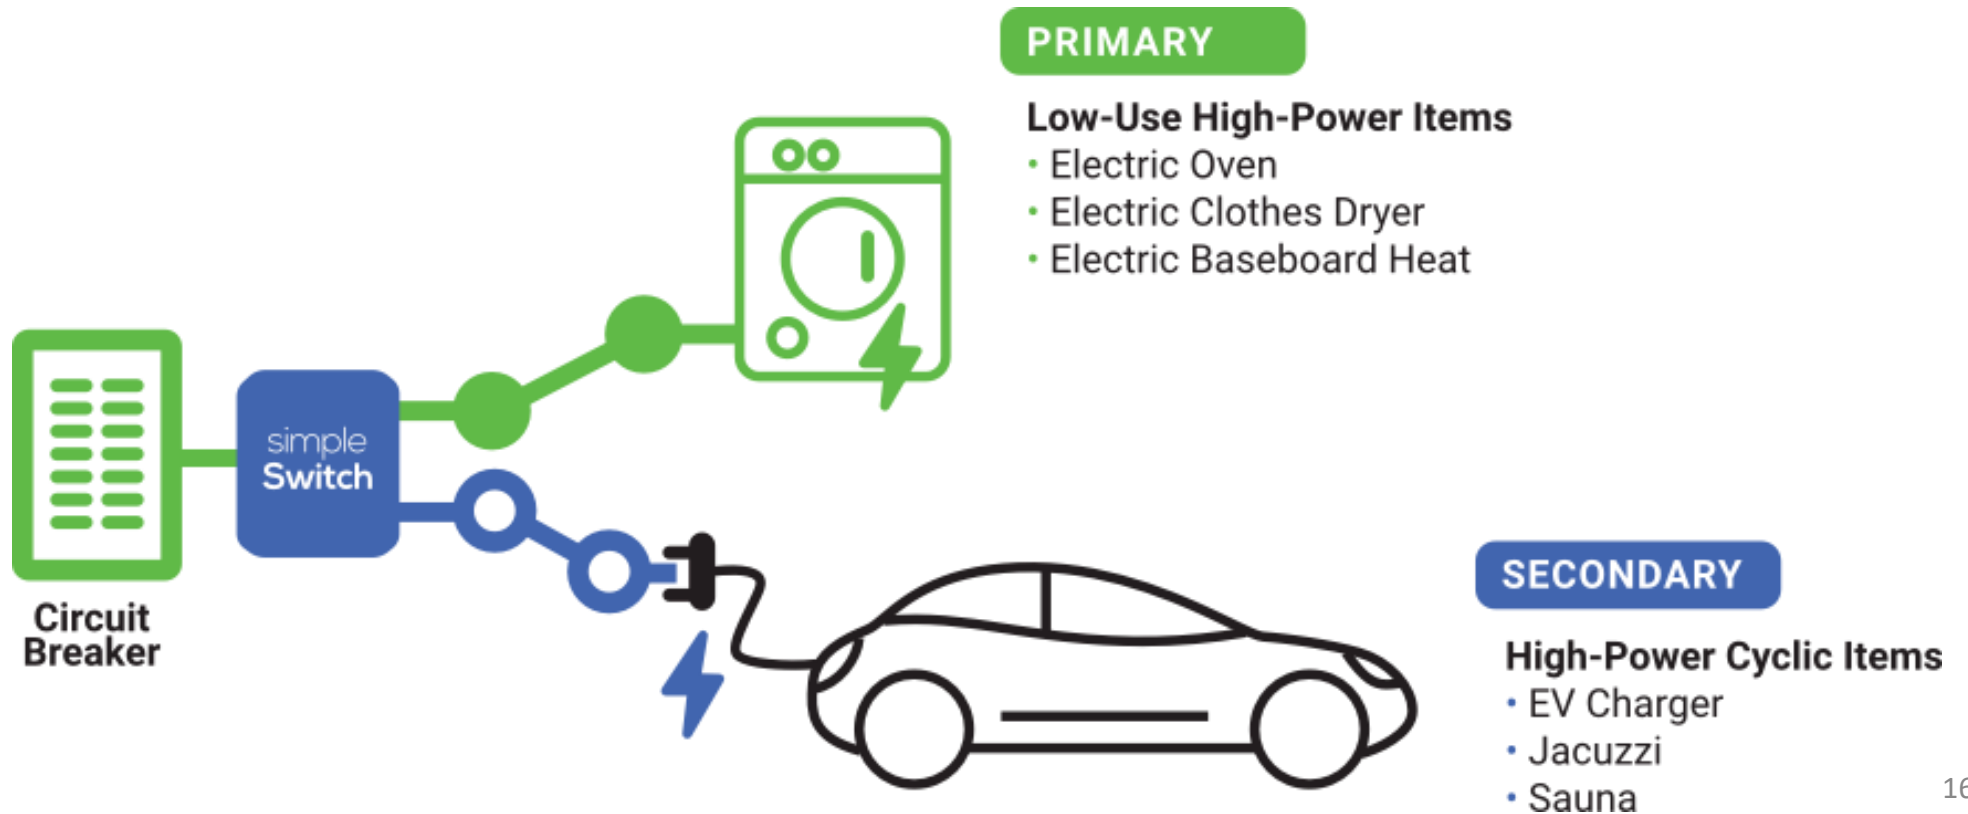 PRIMARY
Low-Use High-Power Items
• Electric Oven
• Electric Clothes Dryer
• Electric Baseboard Heat
simple
Switch
Circuit
Breaker
SECONDARY
High-Power Cyclic Items
• EV Charger
• Jacuzzi
• Sauna
16